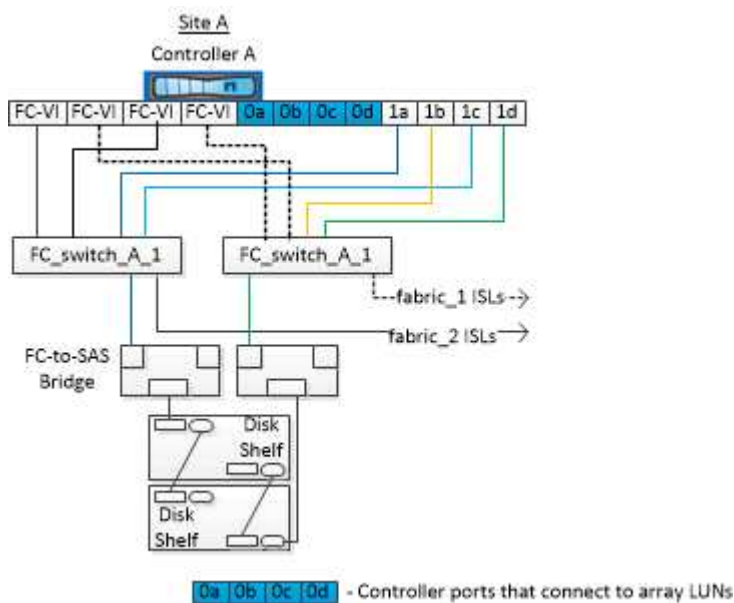 Site A
Controller A
FC-VI FC-VI FC-VI FC-VI 0a 0b 0c 0d 1a 1b 1c 1d
FC_switch_A_1 FC_switch_A_1
fabric_1 ISLs
fabric_2 ISLs
FC-to-SAS
Bridge
Disk
Shelf
Disk
Shelf
0a 0b 0c 0d - Controller ports that connect to array LUNs